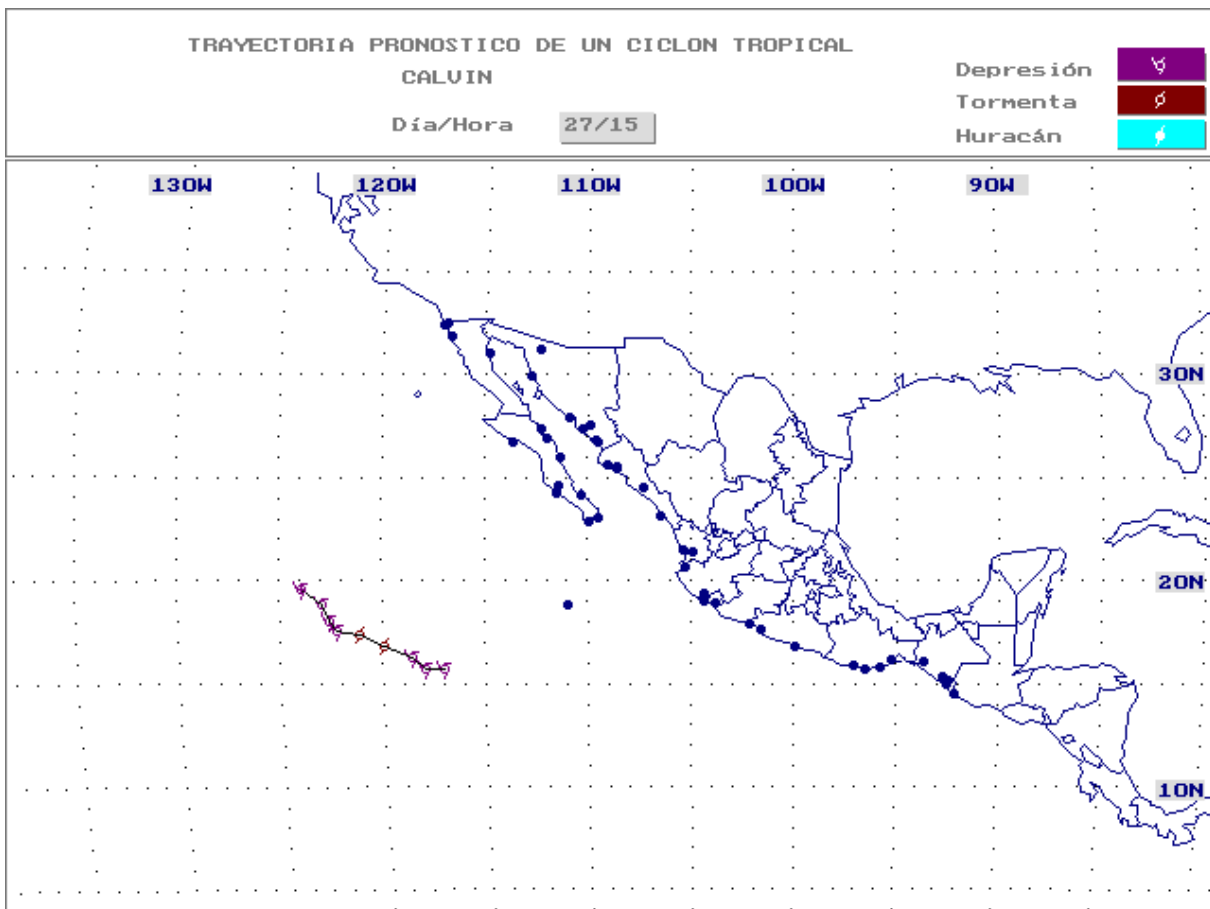 TRAYECTORIA PRONOSTICO DE UN CICLON TROPICAL
CALVIN
Día/Hora 27/15
Depresión
Tormenta
Huracán
130W 120W 110W 100W 90W
30N
20N
10N